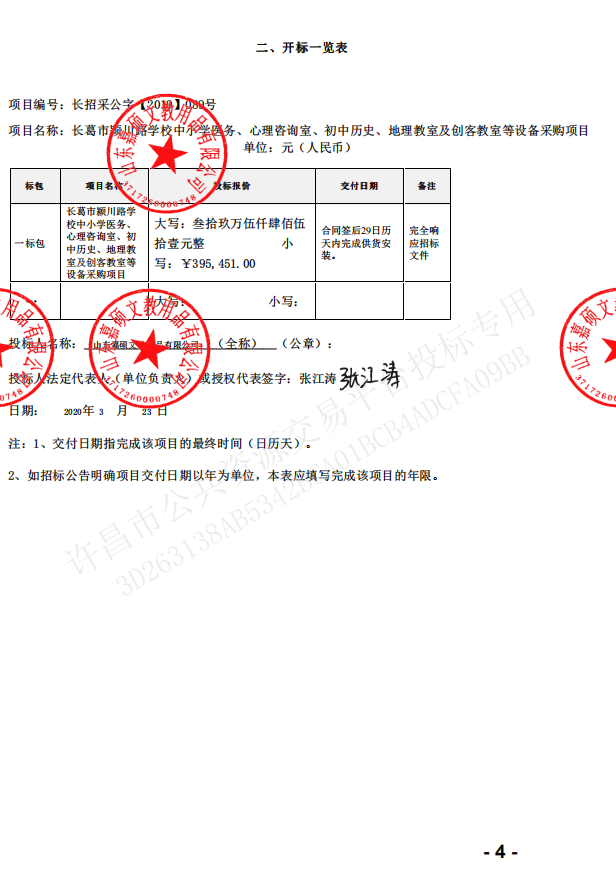 二、开标一览表
项目编号：长招采公字【2019】089号
项目名称：长葛市颍川路学校中小学医务、心理咨询室、初中历史、地理教室及创客教室等设备采购项目
单位：元（人民币）
标包 项目名称 投标报价 交付日期 备注
一标包
长葛市颍川路学
校中小学医务、
心理咨询室、初
中历史、地理教
室及创客教室等
设备采购项目
大写：叁拾玖万伍仟肆佰伍
拾壹元整 小
写：￥395,451.00
合同签后29日历
天内完成供货安
装。
完全响
应招标
文件
大写： 小写：
投标人名称：山东嘉硕文教用品有限公司（全称）（公章）：
投标人法定代表人（单位负责人）或授权代表签字：张江涛 张江涛
日期： 2020年 3 月 23 日
注：1、交付日期指完成该项目的最终时间（日历天）。
2、如招标公告明确项目交付日期以年为单位，本表应填写完成该项目的年限。
山东嘉硕文教用品有限公司
3717260000748
山东嘉硕文教用品有限公司
3717260000748
许昌市公共资源交易平台投标专用
- 4 -